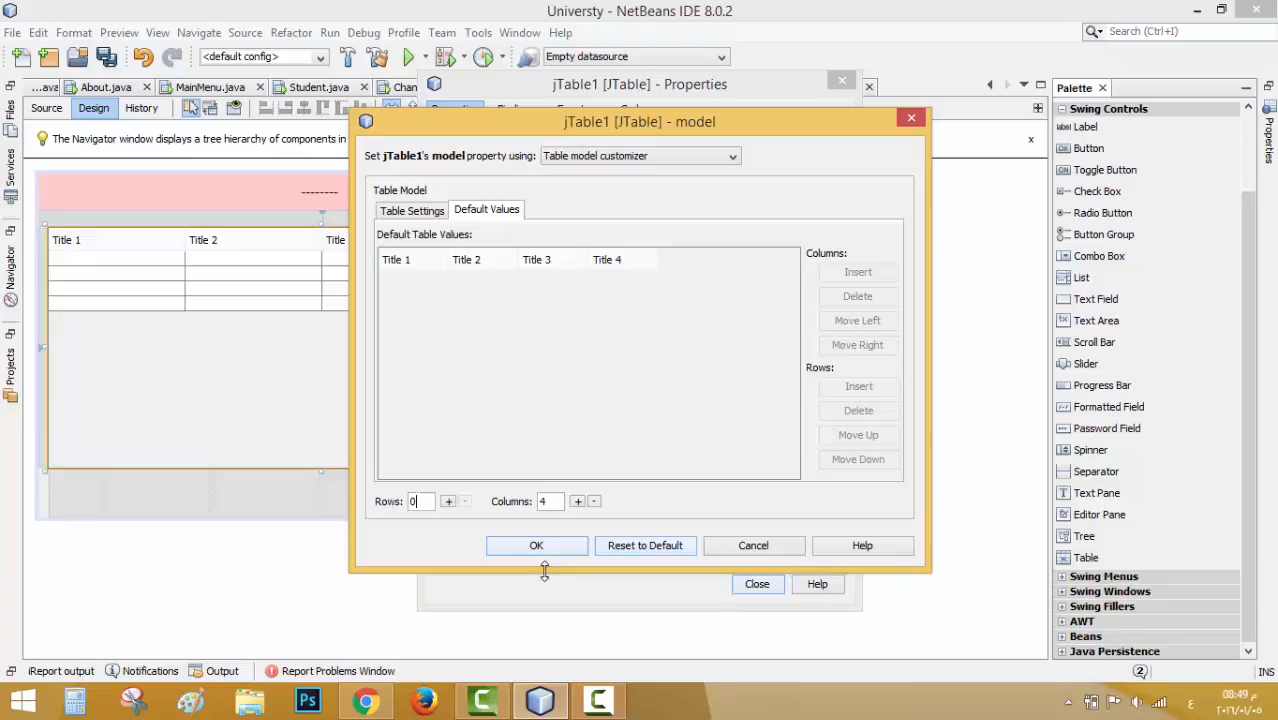 Universty - NetBeans IDE 8.0.2
File Edit Format Preview View Navigate Source Refactor Run Debug Profile Team Tools Window Help
Search (Ctrl+I)
<default config>
Empty datasource
...ava
About.java
MainMenu.java
Student.java
Chan
jTable1 [JTable] - Properties
Palette
Source Design History
The Navigator window displays a tree hierarchy of components in
x
--------
Title 1 Title 2 Title
Files
Services
Navigator
Projects
Properties
jTable1 [JTable] - model
Set jTable1's model property using: Table model customizer
Table Model
Table Settings Default Values
Default Table Values:
Title 1 Title 2 Title 3 Title 4
Columns:
Insert
Delete
Move Left
Move Right
Rows:
Insert
Delete
Move Up
Move Down
Rows: 0 + - Columns: 4 + -
OK Reset to Default Cancel Help
Close Help
Swing Controls
Label
Button
Toggle Button
Check Box
Radio Button
Button Group
Combo Box
List
Text Field
Text Area
Scroll Bar
Slider
Progress Bar
Formatted Field
Password Field
Spinner
Separator
Text Pane
Editor Pane
Tree
Table
Swing Menus
Swing Windows
Swing Fillers
AWT
Beans
Java Persistence
iReport output Notifications Output Report Problems Window
2
INS
Ps
ع
08:49 م
٢٠١٦/٠١/٠٥